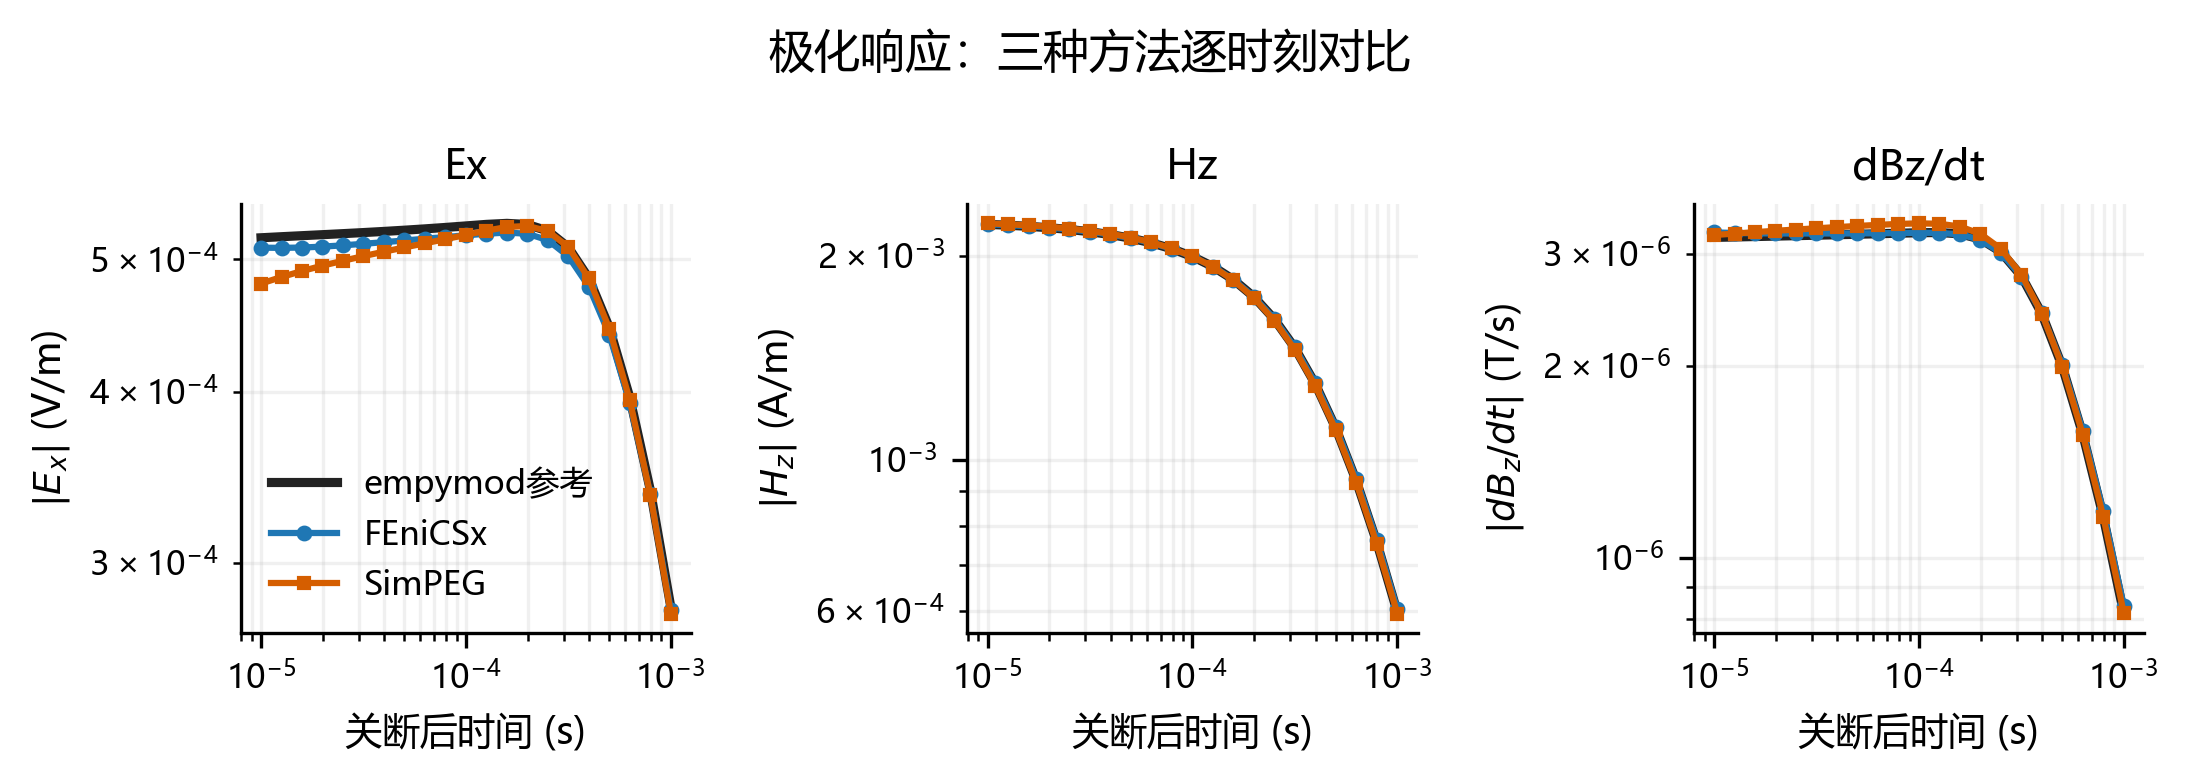 极化响应：三种方法逐时刻对比
Ex
|Eₓ| (V/m)
5 × 10⁻⁴
4 × 10⁻⁴
3 × 10⁻⁴
empymod参考
FEniCSx
SimPEG
10⁻⁵ 10⁻⁴ 10⁻³
关断后时间 (s)
Hz
|H_z| (A/m)
2 × 10⁻³
10⁻³
6 × 10⁻⁴
10⁻⁵ 10⁻⁴ 10⁻³
关断后时间 (s)
dBz/dt
|dB_z/dt| (T/s)
3 × 10⁻⁶
2 × 10⁻⁶
10⁻⁶
10⁻⁵ 10⁻⁴ 10⁻³
关断后时间 (s)